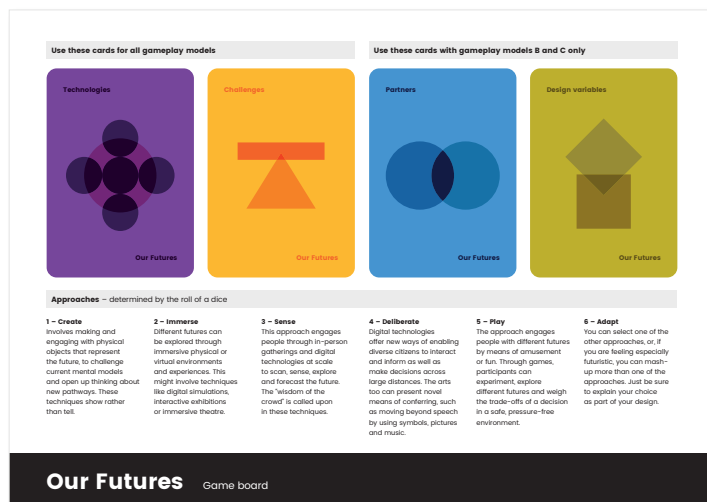 Use these cards for all gameplay models
Use these cards with gameplay models B and C only
Technologies
Our Futures
Challenges
Our Futures
Partners
Our Futures
Design variables
Our Futures
Approaches – determined by the roll of a dice
1 – Create
Involves making and
engaging with physical
objects that represent
the future, to challenge
current mental models
and open up thinking about
new pathways. These
techniques show rather
than tell.
2 – Immerse
Different futures can
be explored through
immersive physical or
virtual environments
and experiences. This
might involve techniques
like digital simulations,
interactive exhibitions
or immersive theatre.
3 – Sense
This approach engages
people through in-person
gatherings and digital
technologies at scale
to scan, sense, explore
and forecast the future.
The "wisdom of the
crowd" is called upon
in these techniques.
4 – Deliberate
Digital technologies
offer new ways of enabling
diverse citizens to interact
and inform as well as
make decisions across
large distances. The arts
too can present novel
means of conferring, such
as moving beyond speech
by using symbols, pictures
and music.
5 – Play
The approach engages
people with different futures
by means of amusement
or fun. Through games,
participants can
experiment, explore
different futures and weigh
the trade-offs of a decision
in a safe, pressure-free
environment.
6 – Adapt
You can select one of the
other approaches, or, if
you are feeling especially
futuristic, you can mash-
up more than one of the
approaches. Just be sure
to explain your choice
as part of your design.
Our Futures Game board